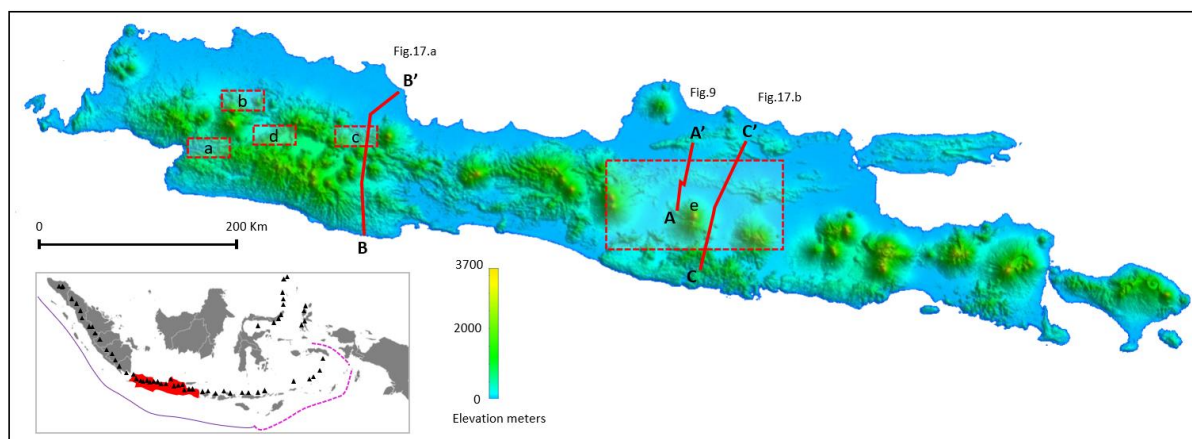 Fig.17.a
B'
Fig.9
Fig.17.b
b
A'
C'
a
d
c
e
A
0
200 Km
B
C
3700
2000
0
Elevation meters